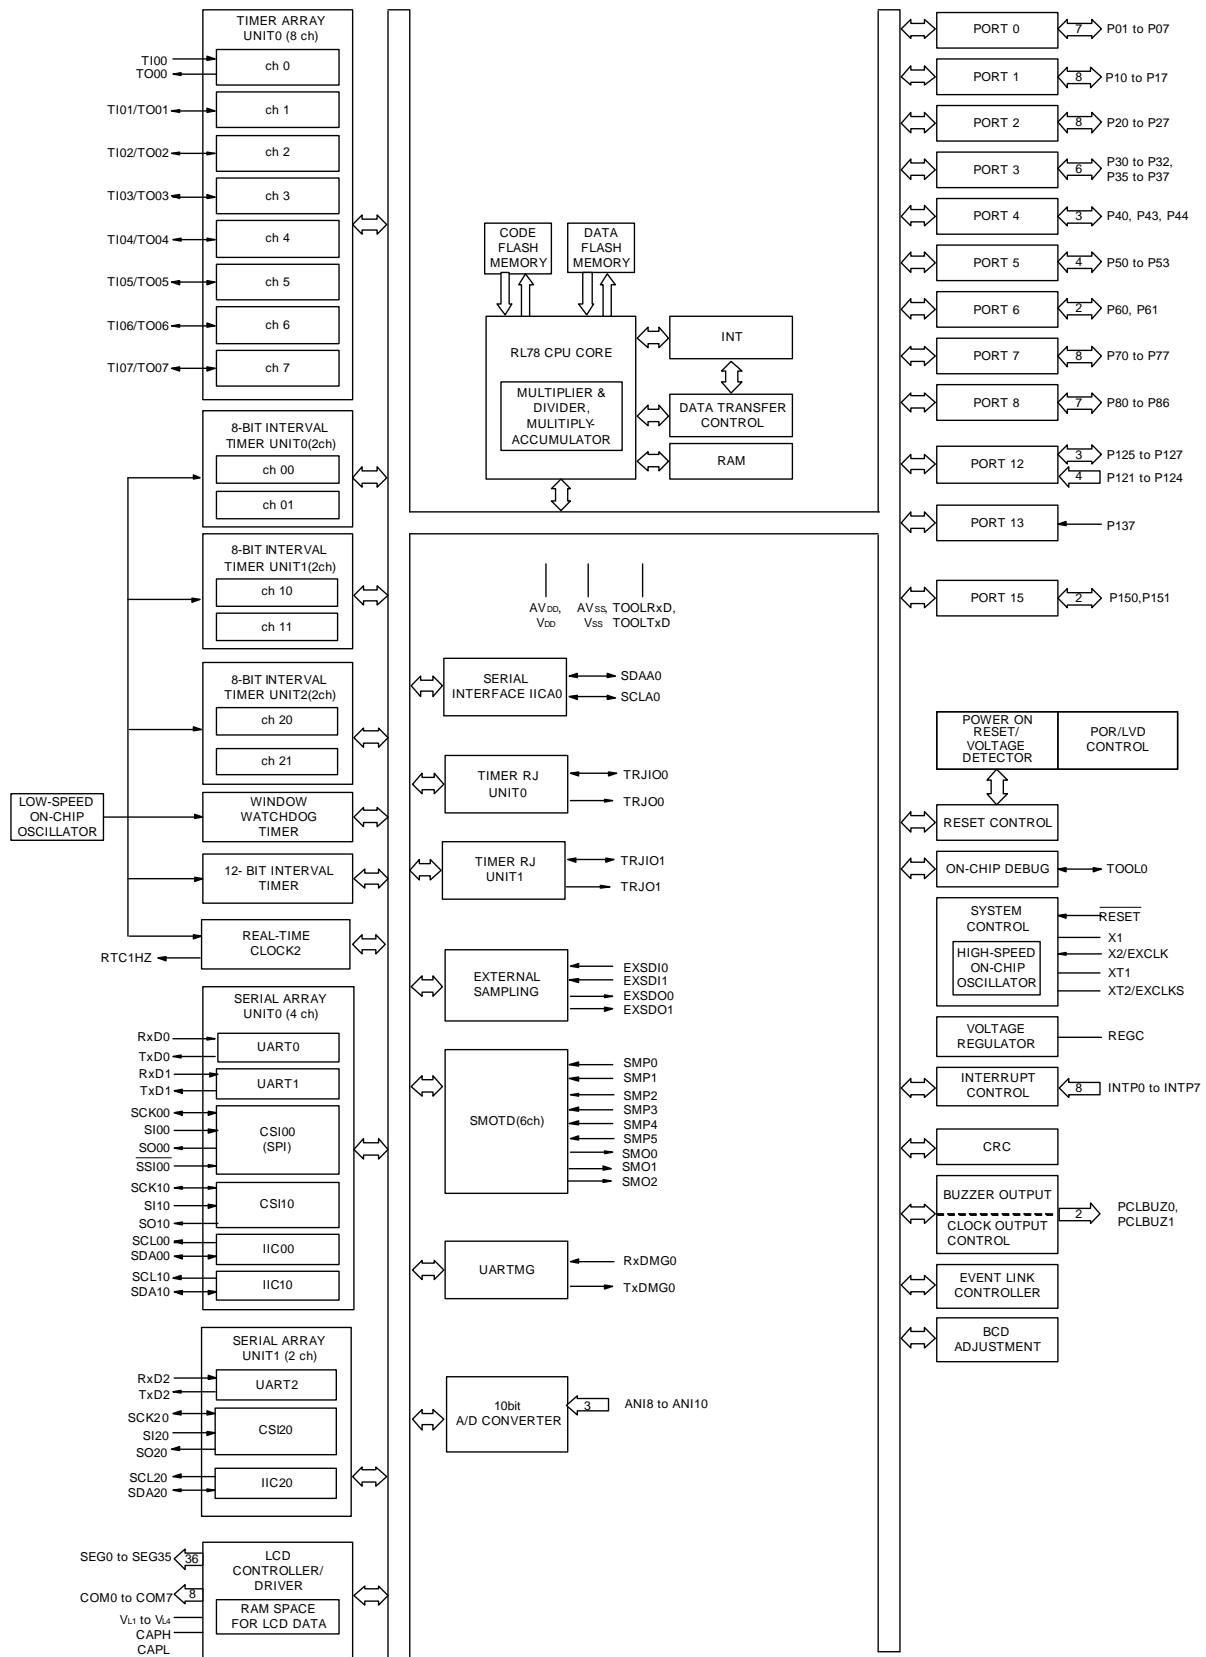 TIMER ARRAY
UNIT0 (8 ch)
TI00
TO00
ch 0
TI01/TO01
ch 1
TI02/TO02
ch 2
TI03/TO03
ch 3
TI04/TO04
ch 4
TI05/TO05
ch 5
TI06/TO06
ch 6
TI07/TO07
ch 7
8-BIT INTERVAL
TIMER UNIT0(2ch)
ch 00
ch 01
8-BIT INTERVAL
TIMER UNIT1(2ch)
ch 10
ch 11
8-BIT INTERVAL
TIMER UNIT2(2ch)
ch 20
ch 21
LOW-SPEED
ON-CHIP
OSCILLATOR
WINDOW
WATCHDOG
TIMER
12- BIT INTERVAL
TIMER
REAL-TIME
CLOCK2
RTC1HZ
SERIAL ARRAY
UNIT0 (4 ch)
RxD0
TxD0
UART0
RxD1
TxD1
UART1
SCK00
SI00
SO00
SSI00
CSI00
(SPI)
SCK10
SI10
SO10
CSI10
SCL00
SDA00
IIC00
SCL10
SDA10
IIC10
SERIAL ARRAY
UNIT1 (2 ch)
RxD2
TxD2
UART2
SCK20
SI20
SO20
CSI20
SCL20
SDA20
IIC20
SEG0 to SEG35
36
COM0 to COM7
8
VL1 to VL4
CAPH
CAPL
LCD
CONTROLLER/
DRIVER
RAM SPACE
FOR LCD DATA
CODE
FLASH
MEMORY
DATA
FLASH
MEMORY
RL78 CPU CORE
MULTIPLIER &
DIVIDER,
MULITIPLY-
ACCUMULATOR
INT
DATA TRANSFER
CONTROL
RAM
AVDD,
VDD
AVSS,
VSS
TOOLRxD,
TOOLTxD
SERIAL
INTERFACE IICA0
SDAA0
SCLA0
TIMER RJ
UNIT0
TRJIO0
TRJO0
TIMER RJ
UNIT1
TRJIO1
TRJO1
EXTERNAL
SAMPLING
EXSDI0
EXSDI1
EXSDO0
EXSDO1
SMOTD(6ch)
SMP0
SMP1
SMP2
SMP3
SMP4
SMP5
SMO0
SMO1
SMO2
UARTMG
RxDMG0
TxDMG0
10bit
A/D CONVERTER
3
ANI8 to ANI10
PORT 0
7
P01 to P07
PORT 1
8
P10 to P17
PORT 2
8
P20 to P27
PORT 3
6
P30 to P32,
P35 to P37
PORT 4
3
P40, P43, P44
PORT 5
4
P50 to P53
PORT 6
2
P60, P61
PORT 7
8
P70 to P77
PORT 8
7
P80 to P86
PORT 12
3
P125 to P127
4
P121 to P124
PORT 13
P137
PORT 15
2
P150,P151
POWER ON
RESET/
VOLTAGE
DETECTOR
POR/LVD
CONTROL
RESET CONTROL
ON-CHIP DEBUG
TOOL0
SYSTEM
CONTROL
HIGH-SPEED
ON-CHIP
OSCILLATOR
RESET
X1
X2/EXCLK
XT1
XT2/EXCLKS
VOLTAGE
REGULATOR
REGC
INTERRUPT
CONTROL
8
INTP0 to INTP7
CRC
BUZZER OUTPUT
CLOCK OUTPUT
CONTROL
2
PCLBUZ0,
PCLBUZ1
EVENT LINK
CONTROLLER
BCD
ADJUSTMENT